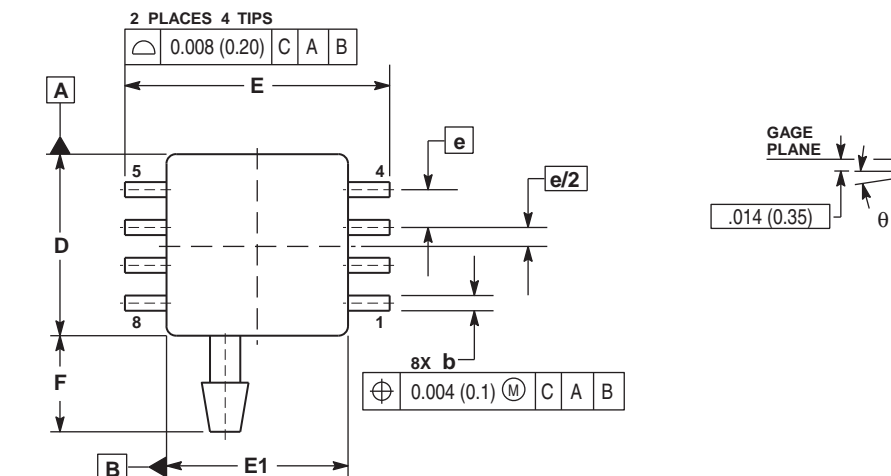 2 PLACES 4 TIPS
⌓ 0.008 (0.20) C A B
E
A
5
4
e
e/2
GAGE
PLANE
.014 (0.35)
θ
D
8
1
F
8X b
⌖ 0.004 (0.1) Ⓜ C A B
B
E1